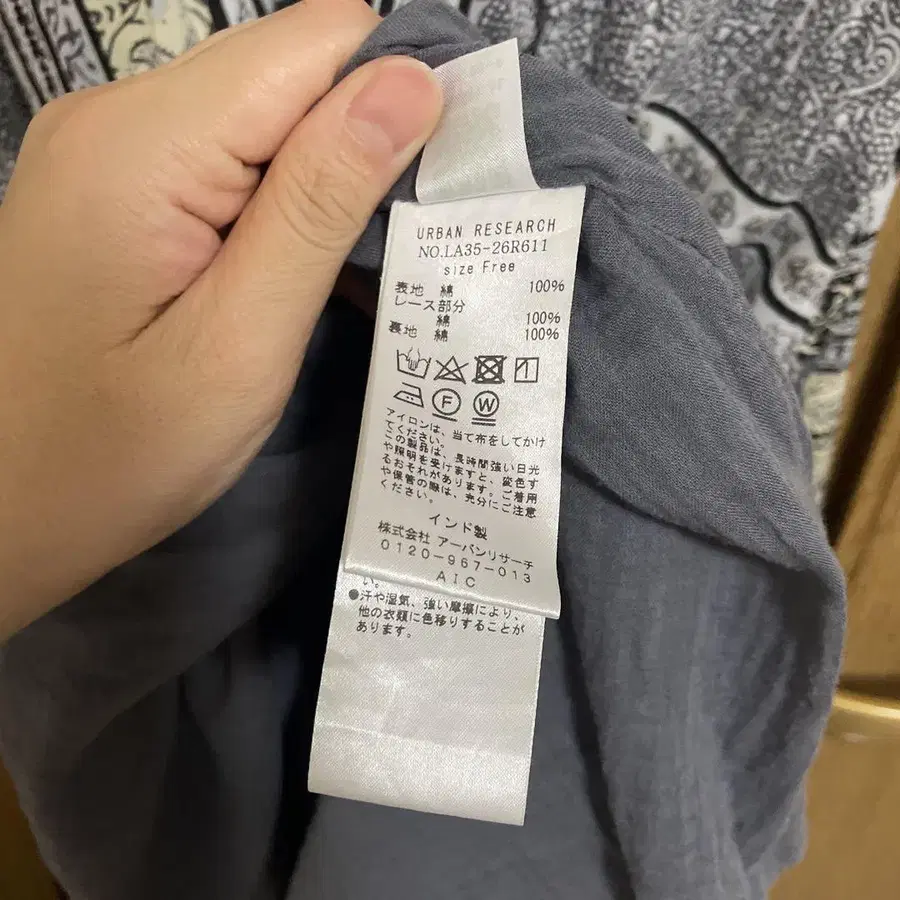 URBAN RESEARCH
NO.LA35-26R611
size Free
表地 綿 100%
レース部分
綿 100%
裏地 綿 100%
F W
アイロンは、当て布をしてかけ
てください。
この製品は、長時間強い日光
や照明を受けますと、変色す
るおそれがあります。ご着用
や保管の際は、充分にご注意
ください。
インド製
株式会社 アーバンリサーチ
0120-967-013
AIC
い。
●汗や湿気、強い摩擦により、
他の衣類に色移りすることが
あります。